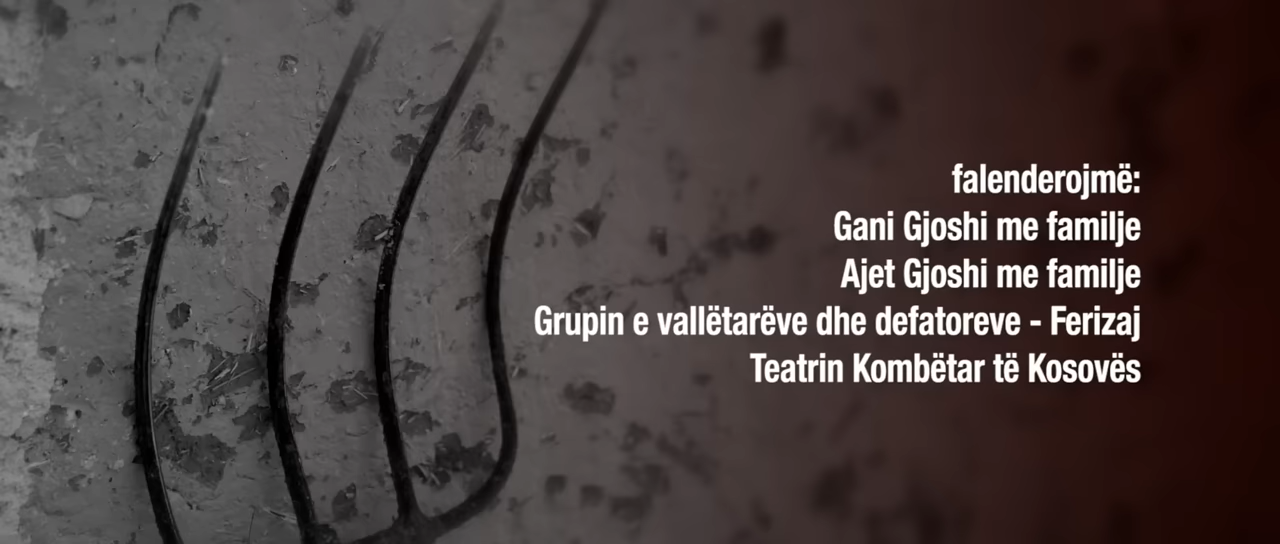 falenderojmë:
Gani Gjoshi me familje
Ajet Gjoshi me familje
Grupin e vallëtarëve dhe defatoreve - Ferizaj
Teatrin Kombëtar të Kosovës